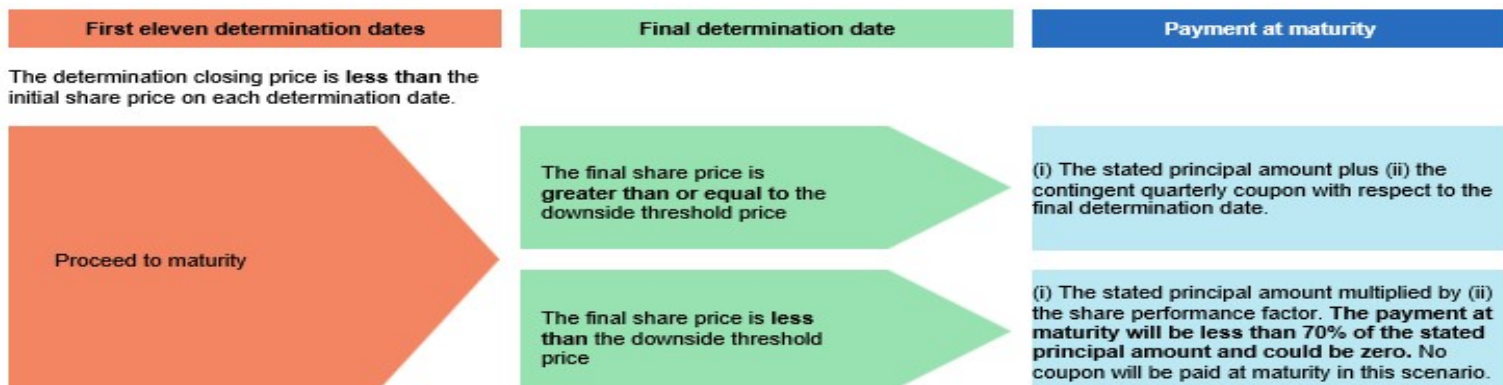 First eleven determination dates
Final determination date
Payment at maturity
The determination closing price is less than the
initial share price on each determination date.
Proceed to maturity
The final share price is
greater than or equal to the
downside threshold price
(i) The stated principal amount plus (ii) the
contingent quarterly coupon with respect to the
final determination date.
The final share price is less
than the downside threshold
price
(i) The stated principal amount multiplied by (ii)
the share performance factor. The payment at
maturity will be less than 70% of the stated
principal amount and could be zero. No
coupon will be paid at maturity in this scenario.